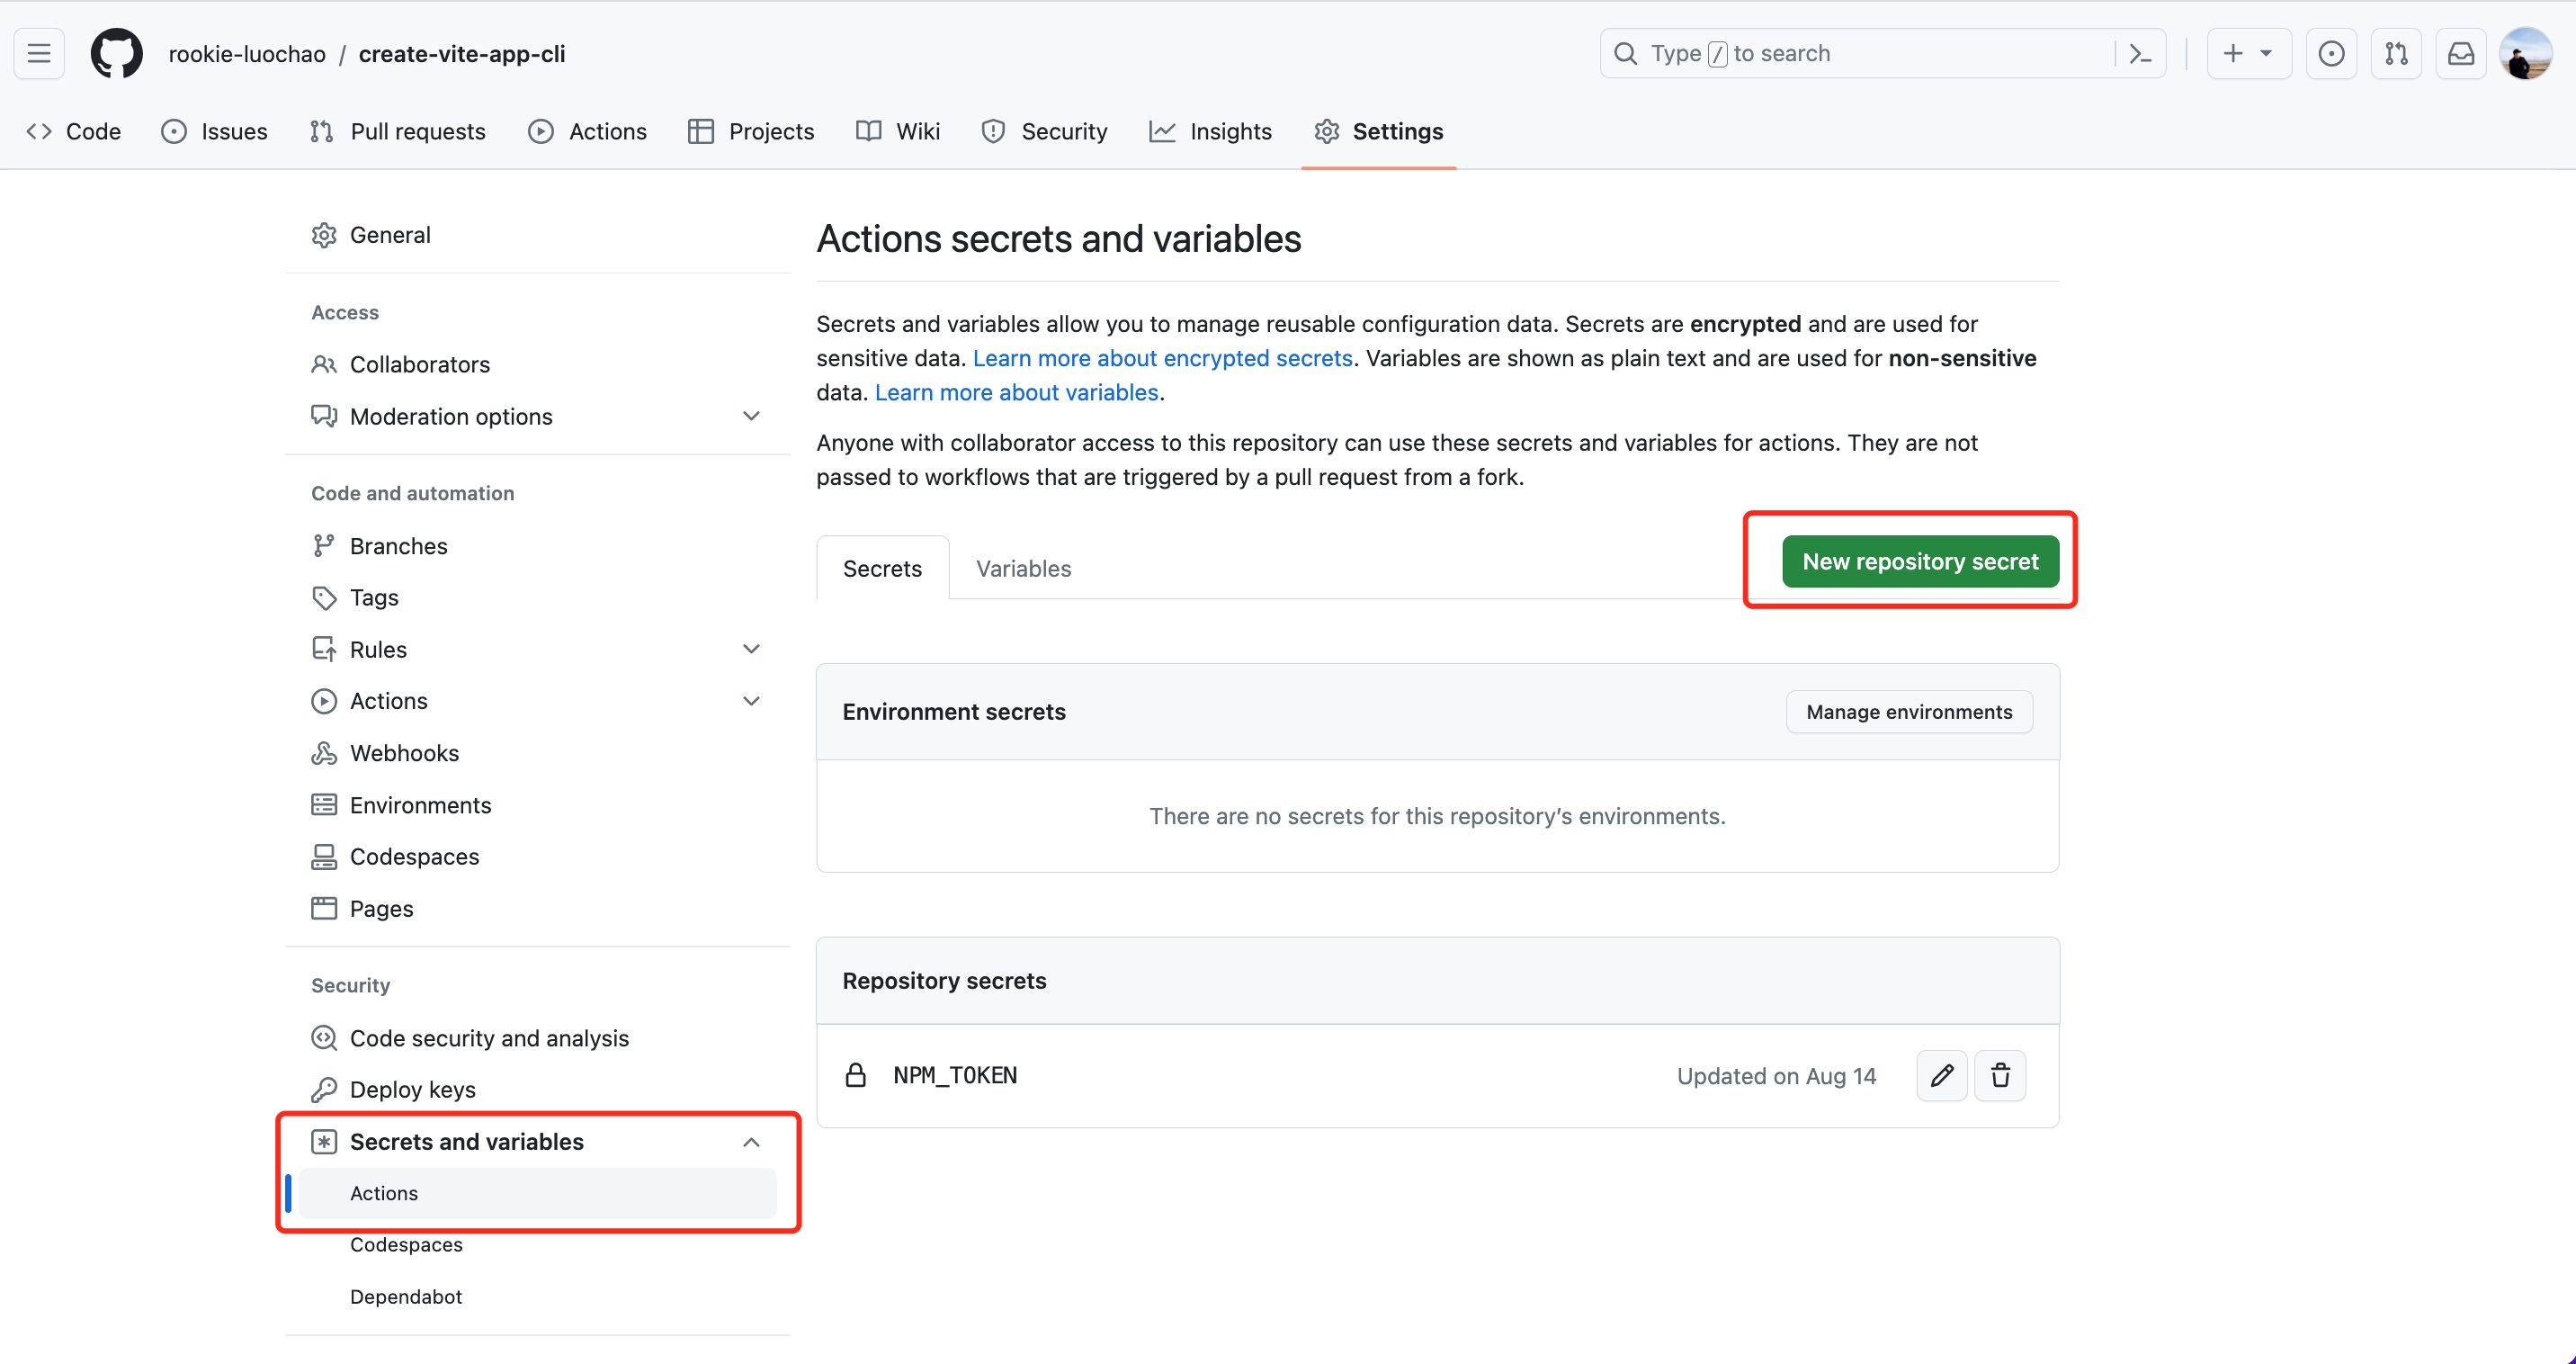 rookie-luochao / create-vite-app-cli
Type / to search
Code
Issues
Pull requests
Actions
Projects
Wiki
Security
Insights
Settings
General
Access
Collaborators
Moderation options
Code and automation
Branches
Tags
Rules
Actions
Webhooks
Environments
Codespaces
Pages
Security
Code security and analysis
Deploy keys
Secrets and variables
Actions
Codespaces
Dependabot
Actions secrets and variables
Secrets and variables allow you to manage reusable configuration data. Secrets are encrypted and are used for
sensitive data. Learn more about encrypted secrets. Variables are shown as plain text and are used for non-sensitive
data. Learn more about variables.
Anyone with collaborator access to this repository can use these secrets and variables for actions. They are not
passed to workflows that are triggered by a pull request from a fork.
Secrets
Variables
New repository secret
Environment secrets
Manage environments
There are no secrets for this repository’s environments.
Repository secrets
NPM_TOKEN
Updated on Aug 14